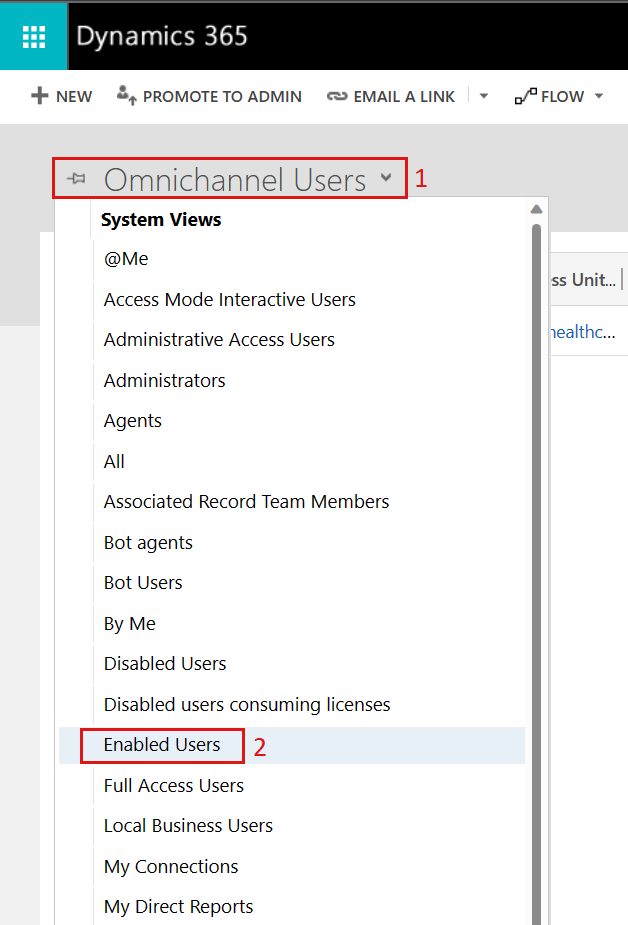 Dynamics 365
NEW PROMOTE TO ADMIN EMAIL A LINK FLOW
Omnichannel Users 1
System Views
@Me
ss Unit...
Access Mode Interactive Users
healthc...
Administrative Access Users
Administrators
Agents
All
Associated Record Team Members
Bot agents
Bot Users
By Me
Disabled Users
Disabled users consuming licenses
Enabled Users 2
Full Access Users
Local Business Users
My Connections
My Direct Reports